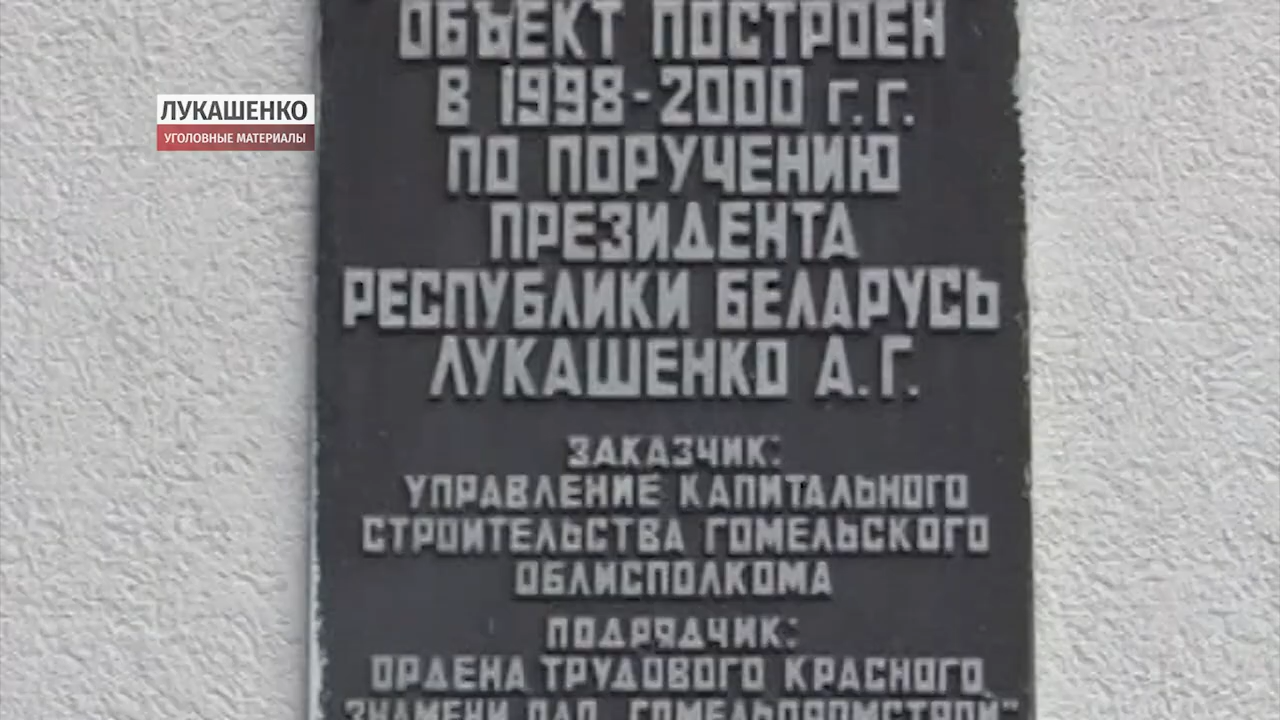 ОБЪЕКТ ПОСТРОЕН
В 1998-2000 Г.Г.
ПО ПОРУЧЕНИЮ
ПРЕЗИДЕНТА
РЕСПУБЛИКИ БЕЛАРУСЬ
ЛУКАШЕНКО А.Г.
ЗАКАЗЧИК:
УПРАВЛЕНИЕ КАПИТАЛЬНОГО
СТРОИТЕЛЬСТВА ГОМЕЛЬСКОГО
ОБЛИСПОЛКОМА
ПОДРЯДЧИК:
ОРДЕНА ТРУДОВОГО КРАСНОГО
ЗНАМЕНИ ОАО "ГОМЕЛЬПРОМСТРОЙ"
ЛУКАШЕНКО
УГОЛОВНЫЕ МАТЕРИАЛЫ